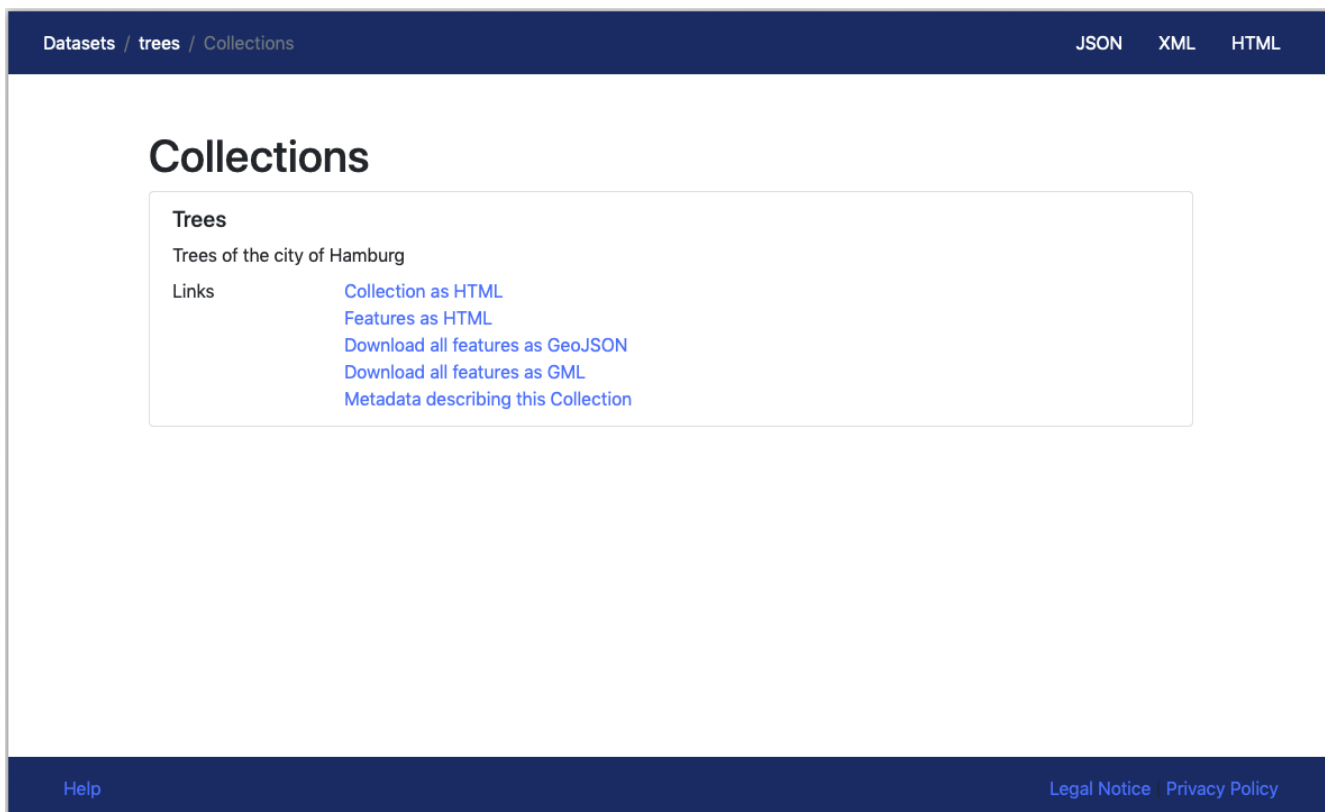 Datasets / trees / Collections JSON XML HTML
Collections
Trees
Trees of the city of Hamburg
Links Collection as HTML
Features as HTML
Download all features as GeoJSON
Download all features as GML
Metadata describing this Collection
Help Legal Notice Privacy Policy